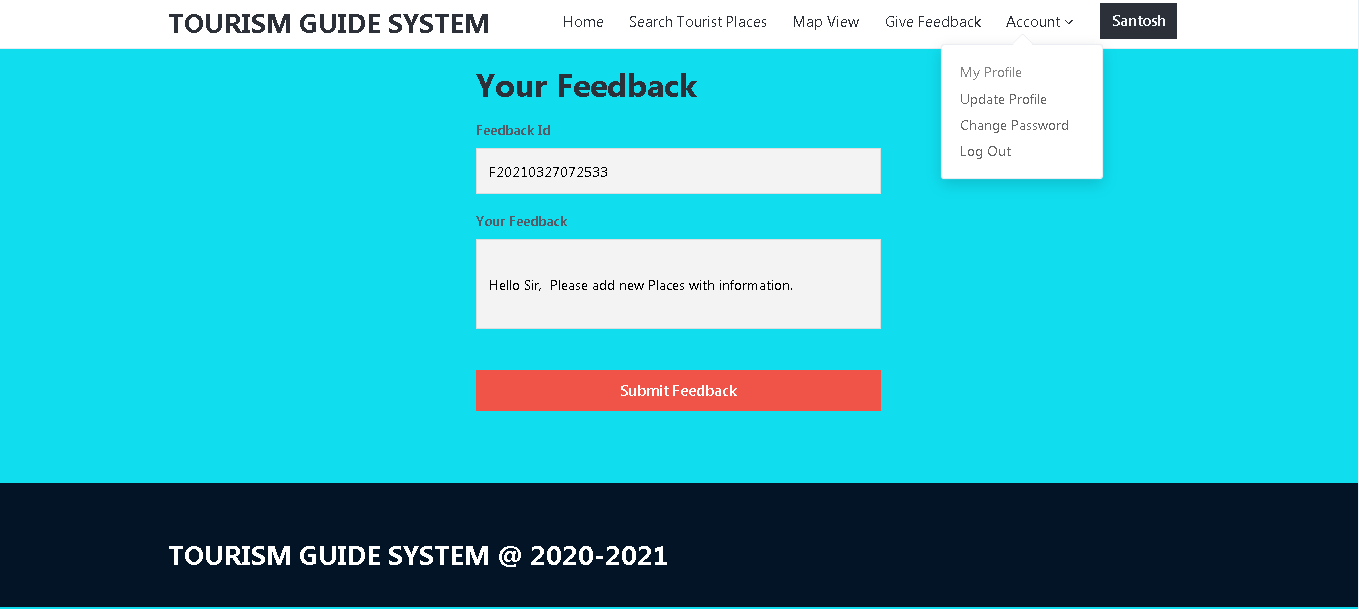 TOURISM GUIDE SYSTEM Home Search Tourist Places Map View Give Feedback Account Santosh
My Profile
Update Profile
Change Password
Log Out
Your Feedback
Feedback Id
F20210327072533
Your Feedback
Hello Sir,  Please add new Places with information.
Submit Feedback
TOURISM GUIDE SYSTEM @ 2020-2021